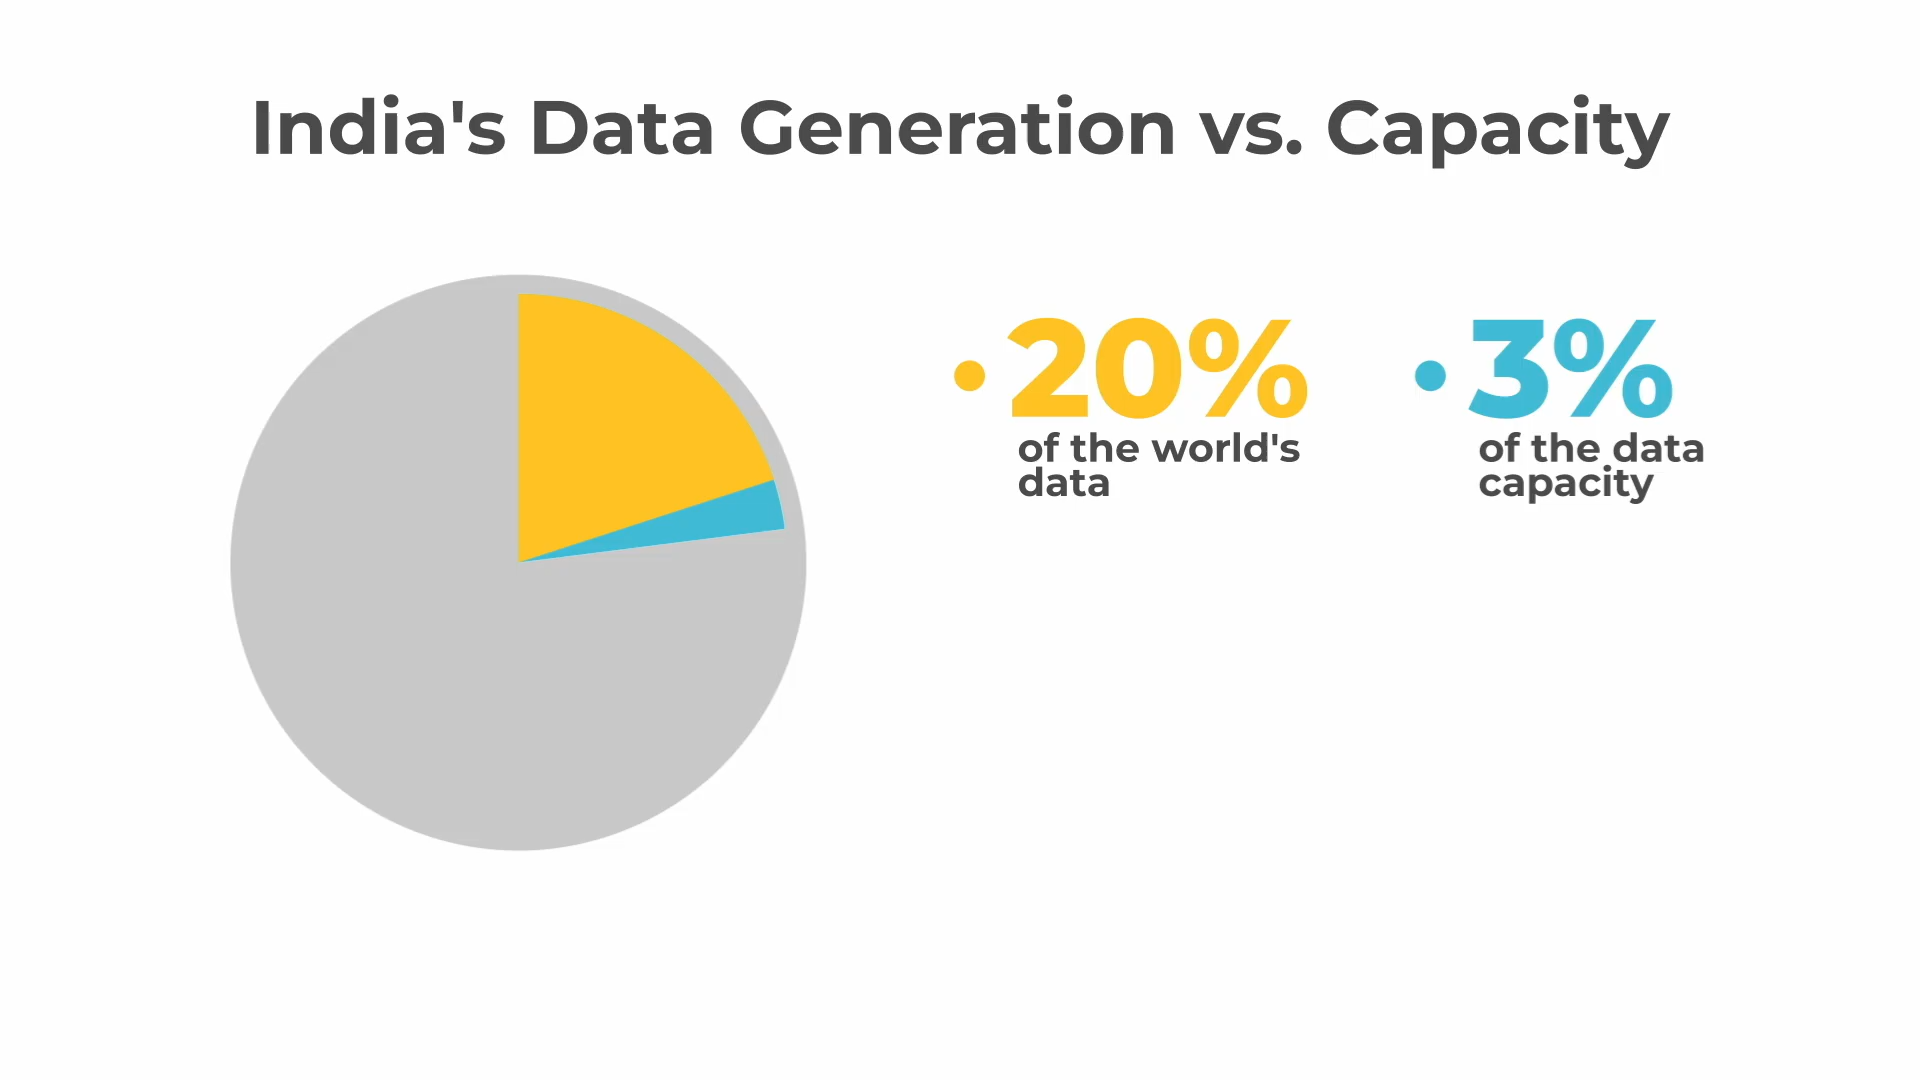 India's Data Generation vs. Capacity
20%
of the world's
data
3%
of the data
capacity